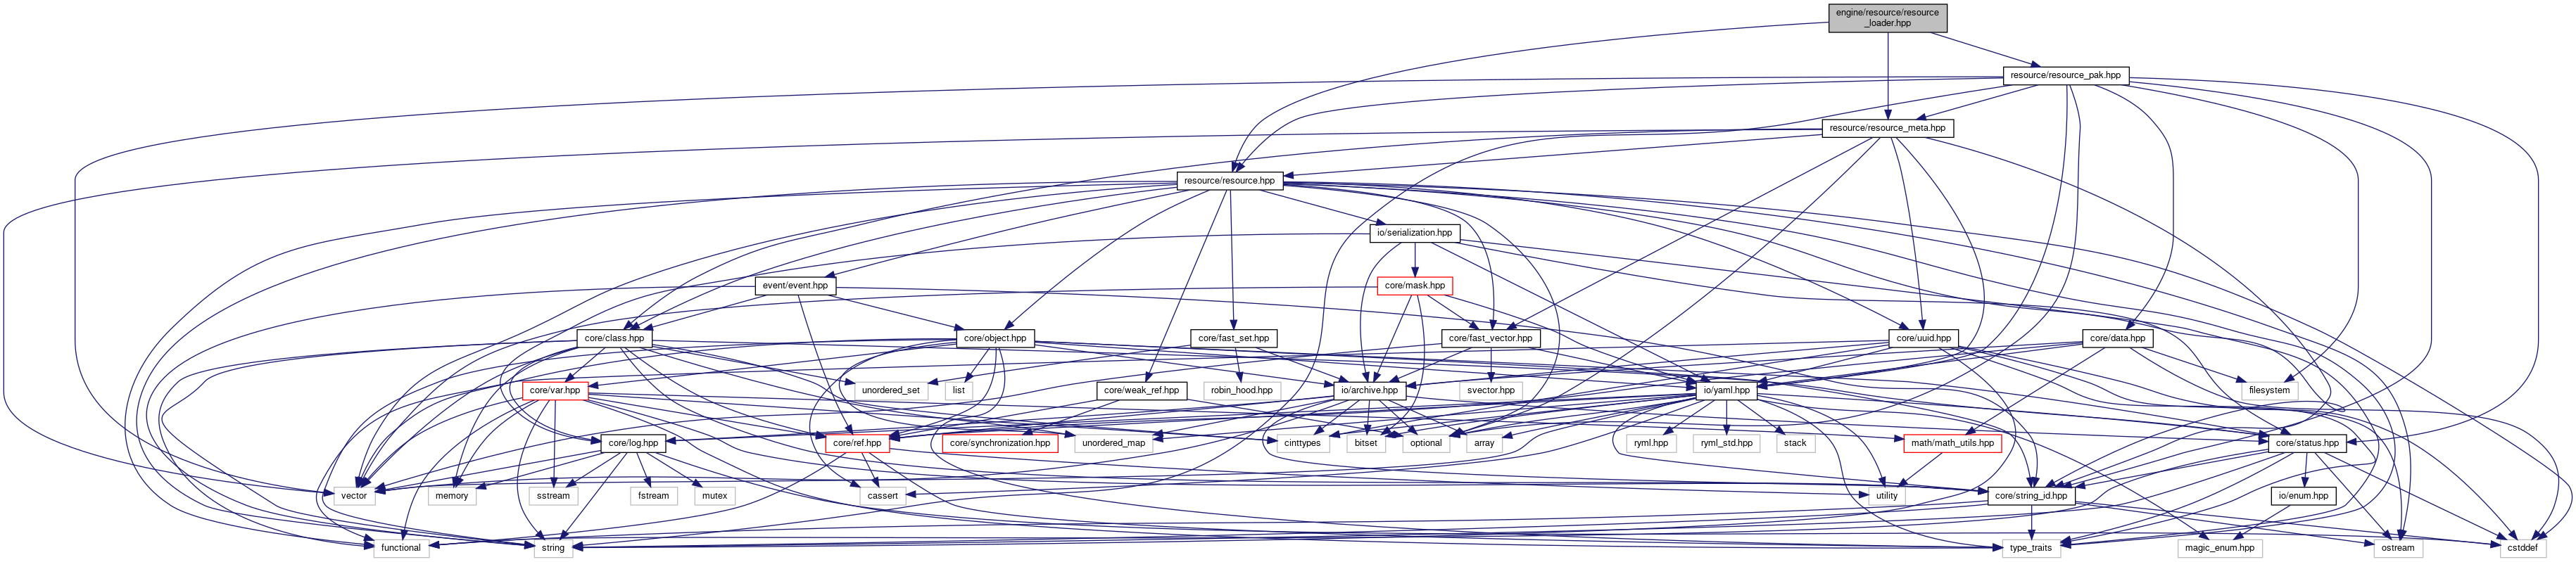 engine/resource/resource
_loader.hpp
resource/resource_pak.hpp
resource/resource_meta.hpp
resource/resource.hpp
io/serialization.hpp
event/event.hpp
core/mask.hpp
core/class.hpp
core/object.hpp
core/fast_set.hpp
core/fast_vector.hpp
core/uuid.hpp
core/data.hpp
core/var.hpp
unordered_set
list
core/weak_ref.hpp
robin_hood.hpp
io/archive.hpp
svector.hpp
io/yaml.hpp
filesystem
core/log.hpp
core/ref.hpp
core/synchronization.hpp
unordered_map
cinttypes
bitset
optional
array
ryml.hpp
ryml_std.hpp
stack
math/math_utils.hpp
core/status.hpp
vector
memory
sstream
fstream
mutex
cassert
utility
core/string_id.hpp
io/enum.hpp
functional
string
type_traits
magic_enum.hpp
ostream
cstddef